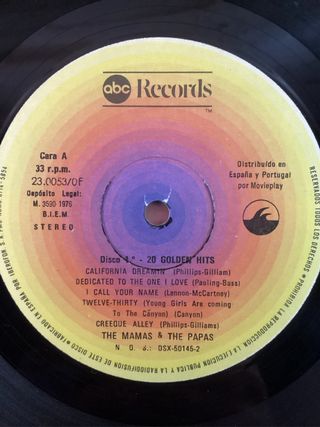 abc Records
TM
Cara A
33 r.p.m.
23.0053/0F
Depósito Legal:
M. 3590 1976
B.I.E.M
STEREO
Distribuído en
España y Portugal
por Movieplay
Disco 1.º - 20 GOLDEN HITS
CALIFORNIA DREAMIN' (Phillips-Gilliam)
DEDICATED TO THE ONE I LOVE (Pauling-Bass)
I CALL YOUR NAME (Lennon-McCartney)
TWELVE-THIRTY (Young Girls are coming
To the Canyon) (Canyon)
CREEQUE ALLEY (Phillips-Gilliams)
THE MAMAS & THE PAPAS
N. O. S.: DSX-50145-2
RESERVADOS TODOS LOS DERECHOS * PROHIBIDA LA REPRODUCCION, LA EJECUCION PUBLICA Y LA RADIODIFUSION DE ESTE DISCO * FABRICADO EN ESPAÑA POR IBEROFON S.A.